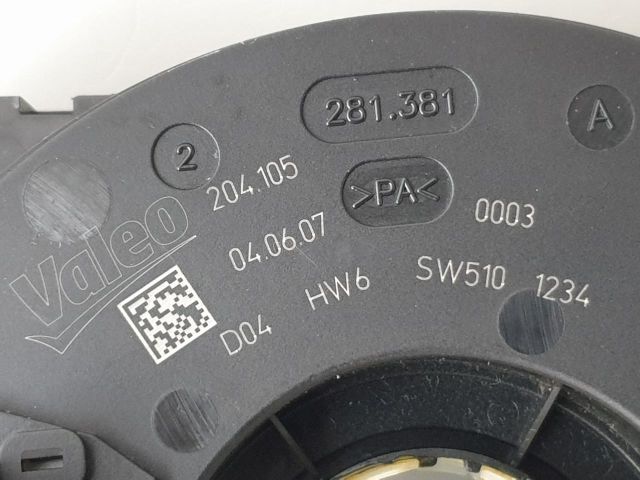 281.381
A
2
204.105
>PA<
Valeo
04.06.07
0003
D04 HW6 SW510 1234